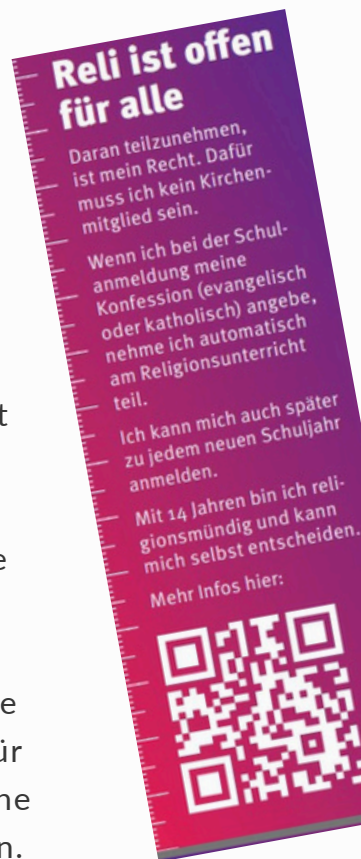 Reli ist offen
für alle
Daran teilzunehmen,
ist mein Recht. Dafür
muss ich kein Kirchen-
mitglied sein.
Wenn ich bei der Schul-
anmeldung meine
Konfession (evangelisch
oder katholisch) angebe,
nehme ich automatisch
am Religionsunterricht
teil.
Ich kann mich auch später
zu jedem neuen Schuljahr
anmelden.
Mit 14 Jahren bin ich reli-
gionsmündig und kann
mich selbst entscheiden.
Mehr Infos hier: